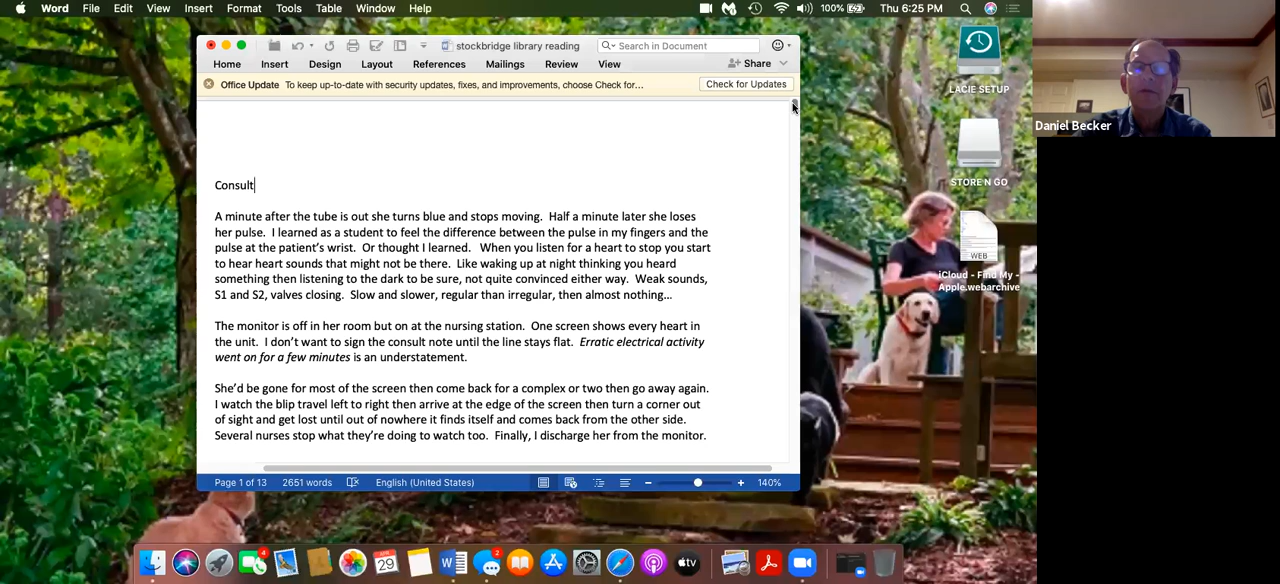 Word File Edit View Insert Format Tools Table Window Help 100% Thu 6:25 PM
stockbridge library reading
Search in Document
Home Insert Design Layout References Mailings Review View Share
Office Update To keep up-to-date with security updates, fixes, and improvements, choose Check for...
Check for Updates
Consult
A minute after the tube is out she turns blue and stops moving. Half a minute later she loses
her pulse. I learned as a student to feel the difference between the pulse in my fingers and the
pulse at the patient's wrist. Or thought I learned. When you listen for a heart to stop you start
to hear heart sounds that might not be there. Like waking up at night thinking you heard
something then listening to the dark to be sure, not quite convinced either way. Weak sounds,
S1 and S2, valves closing. Slow and slower, regular than irregular, then almost nothing...
The monitor is off in her room but on at the nursing station. One screen shows every heart in
the unit. I don't want to sign the consult note until the line stays flat. Erratic electrical activity
went on for a few minutes is an understatement.
She'd be gone for most of the screen then come back for a complex or two then go away again.
I watch the blip travel left to right then arrive at the edge of the screen then turn a corner out
of sight and get lost until out of nowhere it finds itself and comes back from the other side.
Several nurses stop what they're doing to watch too. Finally, I discharge her from the monitor.
Page 1 of 13 2651 words English (United States) 140%
LACIE SETUP
STORE N GO
WEB
iCloud - Find My -
Apple.webarchive
Daniel Becker
4
29
2
tv